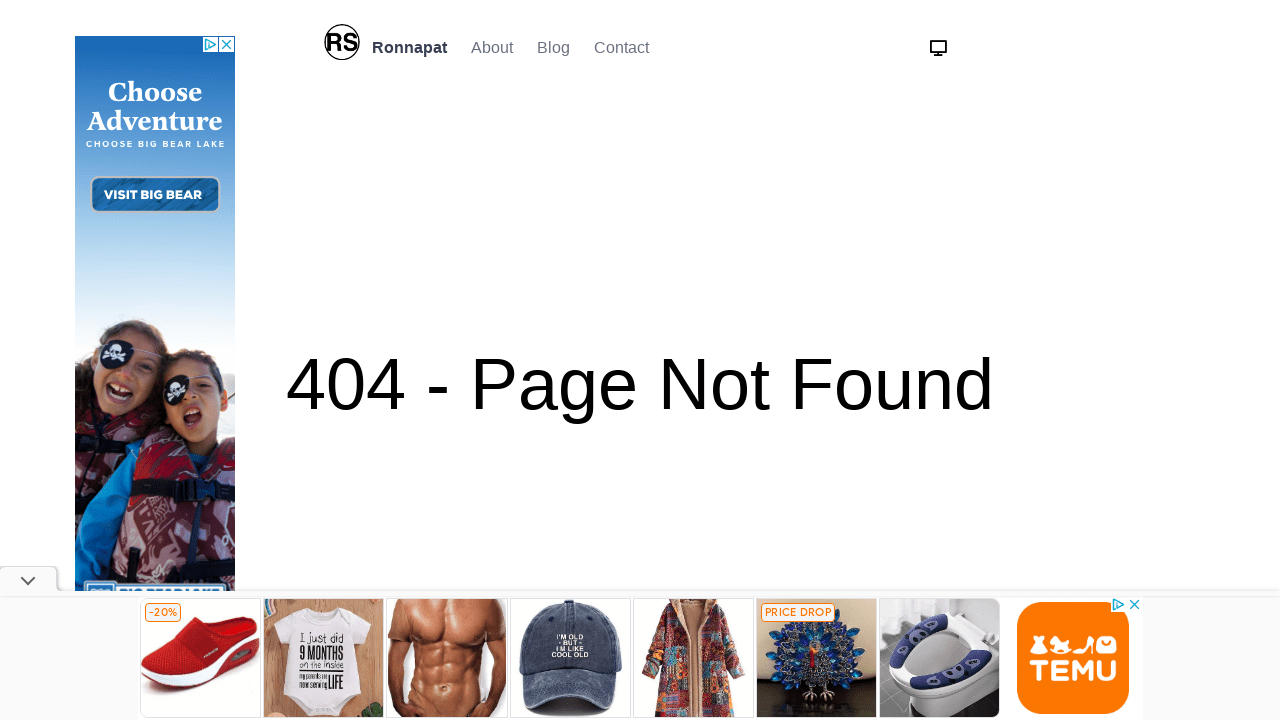 RS Ronnapat About Blog Contact
Choose
Adventure
CHOOSE BIG BEAR LAKE
VISIT BIG BEAR
404 - Page Not Found
-20%
I just did
9 MONTHS
on the inside
my parents are
now serving LIFE
I'M OLD
- BUT -
I'M LIKE
COOL OLD
PRICE DROP
TEMU